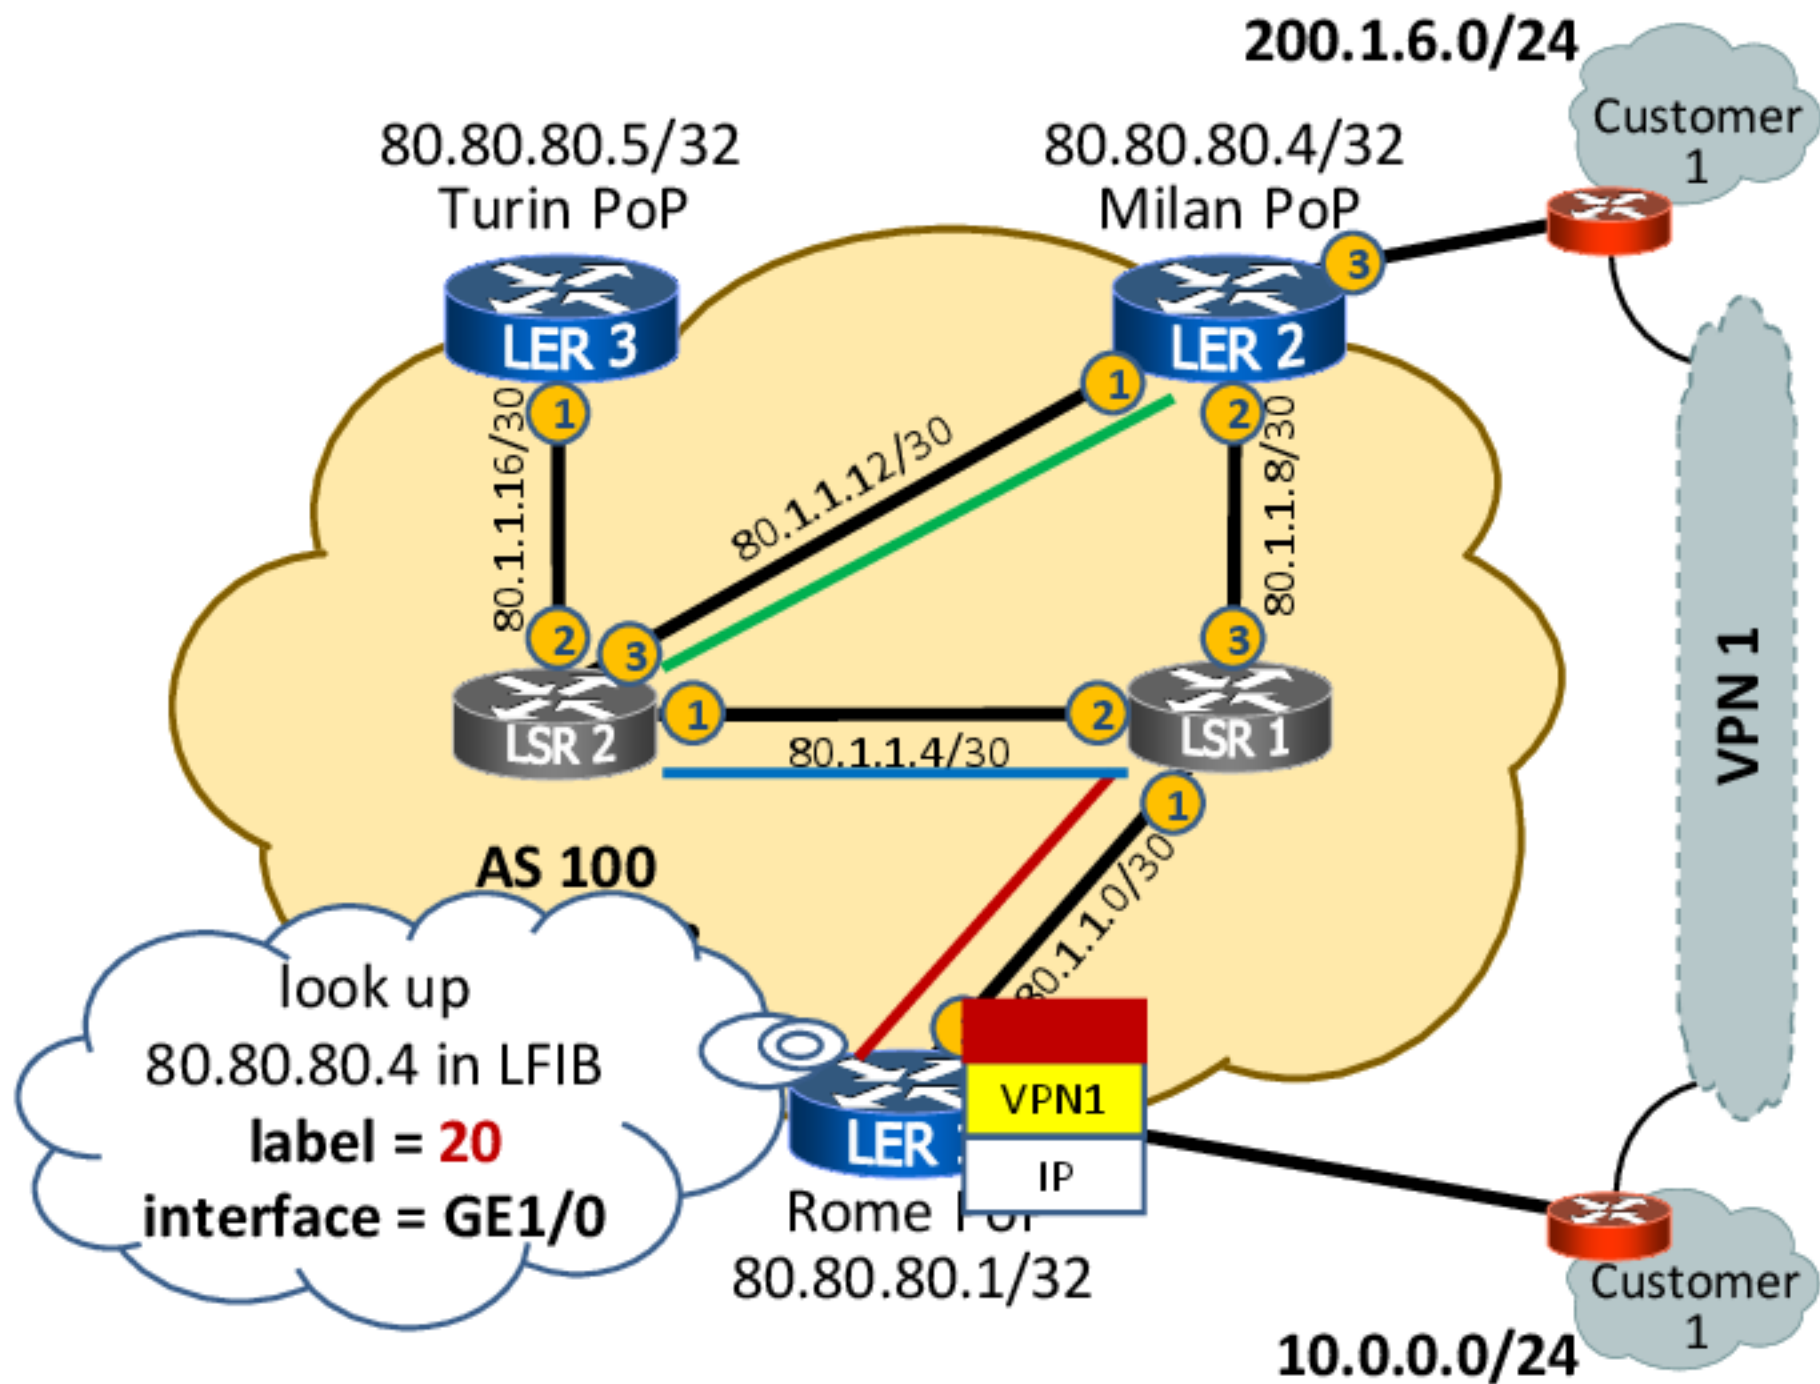 200.1.6.0/24
Customer
1
80.80.80.5/32
Turin PoP
80.80.80.4/32
Milan PoP
3
LER 3
LER 2
1
1
2
80.1.1.16/30
80.1.1.12/30
80.1.1.8/30
2
3
3
LSR 2
1
2
LSR 1
80.1.1.4/30
1
VPN 1
AS 100
80.1.1.0/30
look up
80.80.80.4 in LFIB
label = 20
interface = GE1/0
VPN1
LER
IP
Rome PoP
80.80.80.1/32
Customer
1
10.0.0.0/24